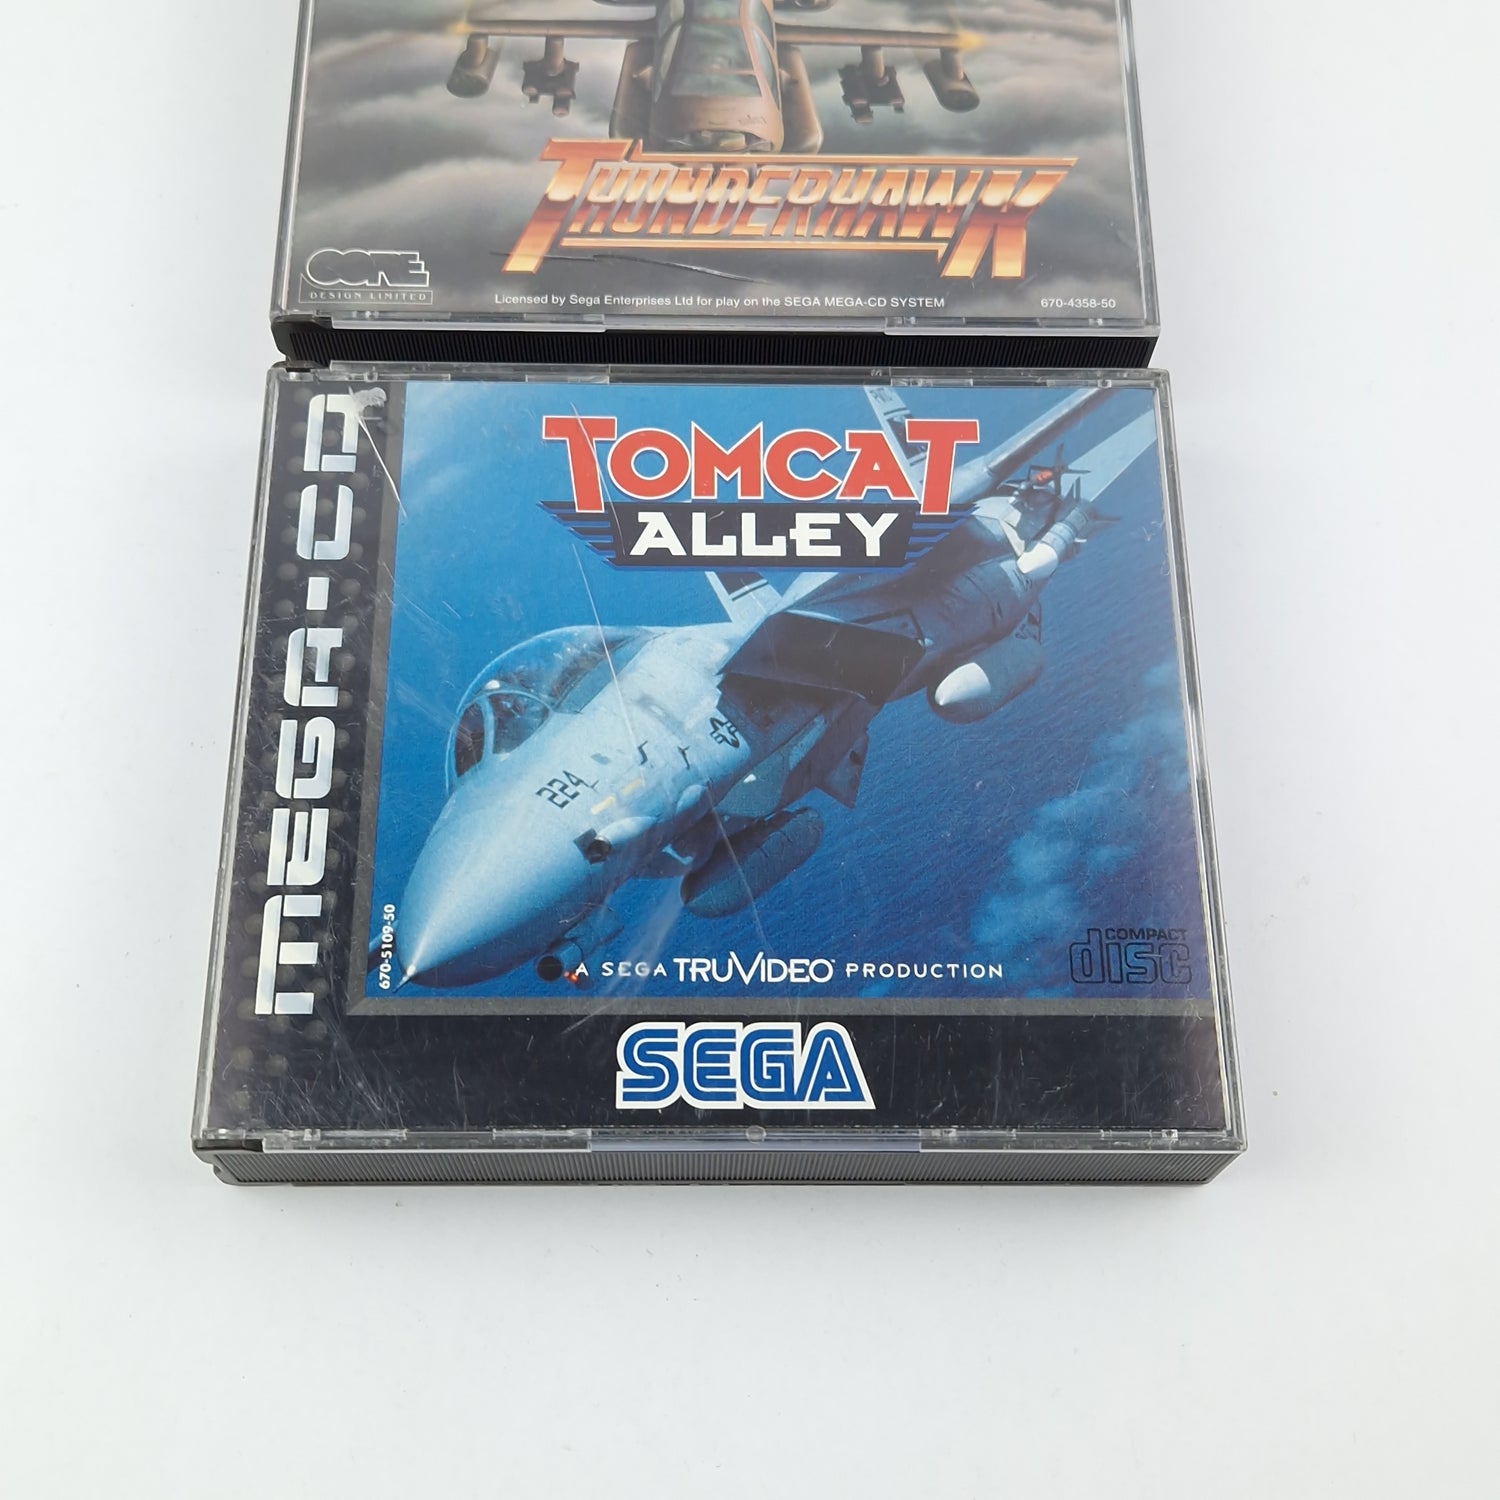 THUNDERHAWK
CORE
DESIGN LIMITED
Licensed by Sega Enterprises Ltd for play on the SEGA MEGA-CD SYSTEM
670-4358-50
MEGA-CD
TOMCAT
ALLEY
224
670-5109-50
A SEGA TRUVIDEO™ PRODUCTION
COMPACT
disc
SEGA